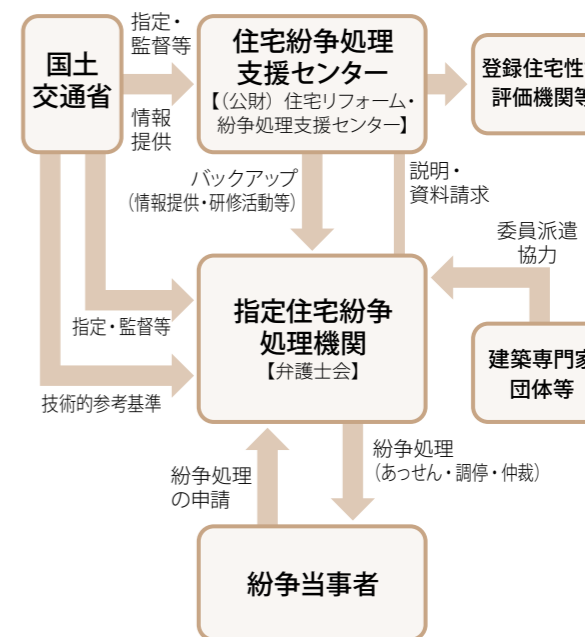 国土
交通省
指定・
監督等
情報
提供
住宅紛争処理
支援センター
【(公財) 住宅リフォーム・
紛争処理支援センター】
登録住宅性
評価機関等
バックアップ
(情報提供・研修活動等)
説明・
資料請求
委員派遣
協力
指定住宅紛争
処理機関
【弁護士会】
指定・監督等
技術的参考基準
建築専門家
団体等
紛争処理
の申請
紛争処理
(あっせん・調停・仲裁)
紛争当事者